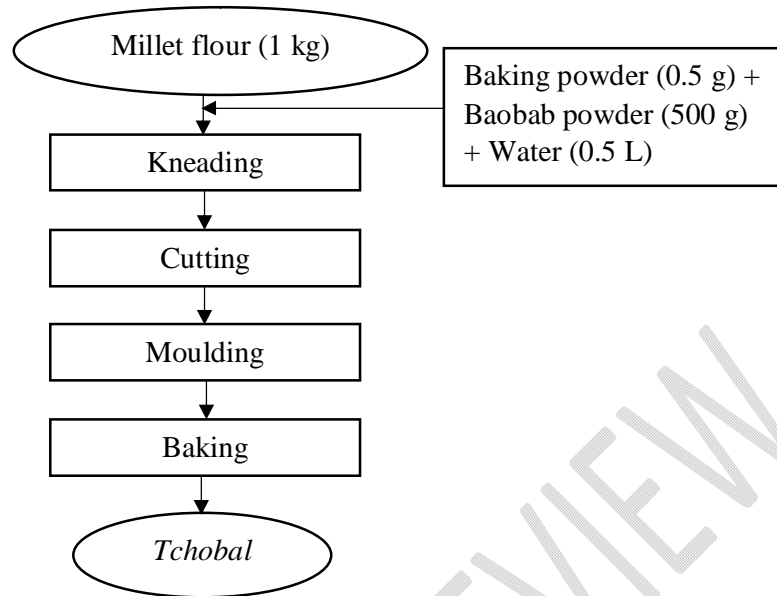 Millet flour (1 kg)
Baking powder (0.5 g) +
Baobab powder (500 g)
+ Water (0.5 L)
Kneading
Cutting
Moulding
Baking
Tchobal
EVIEW